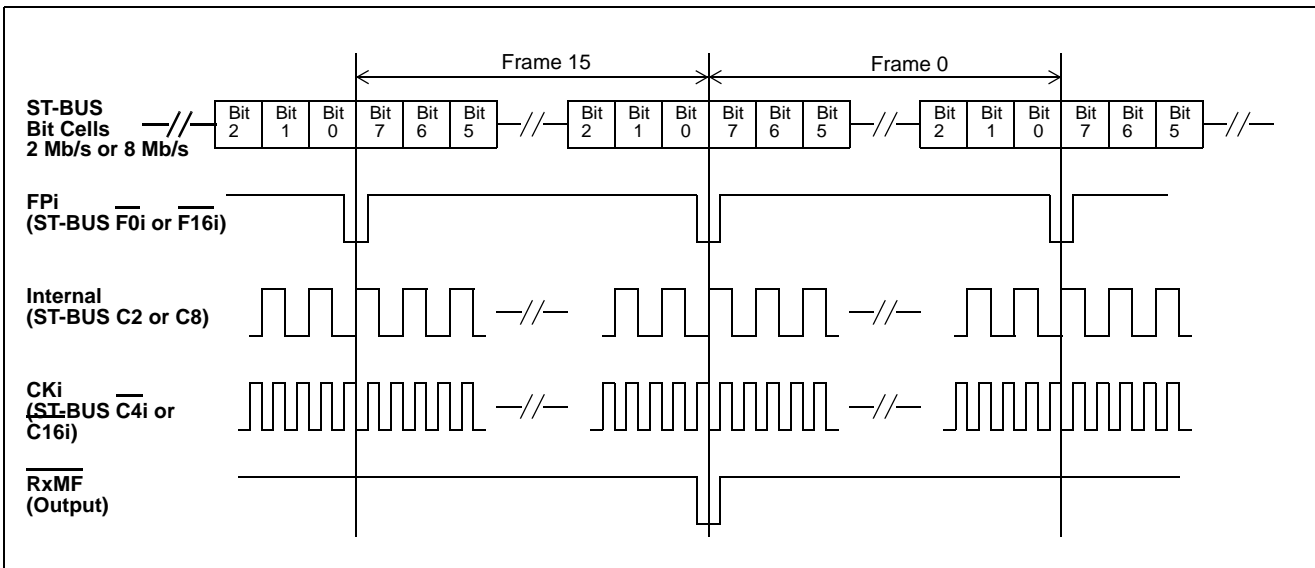 Frame 15
Frame 0
ST-BUS
Bit Cells
2 Mb/s or 8 Mb/s
Bit 2 Bit 1 Bit 0 Bit 7 Bit 6 Bit 5 Bit 2 Bit 1 Bit 0 Bit 7 Bit 6 Bit 5 Bit 2 Bit 1 Bit 0 Bit 7 Bit 6 Bit 5
FPi
(ST-BUS F0i or F16i)
Internal
(ST-BUS C2 or C8)
CKi
(ST-BUS C4i or
C16i)
RxMF
(Output)